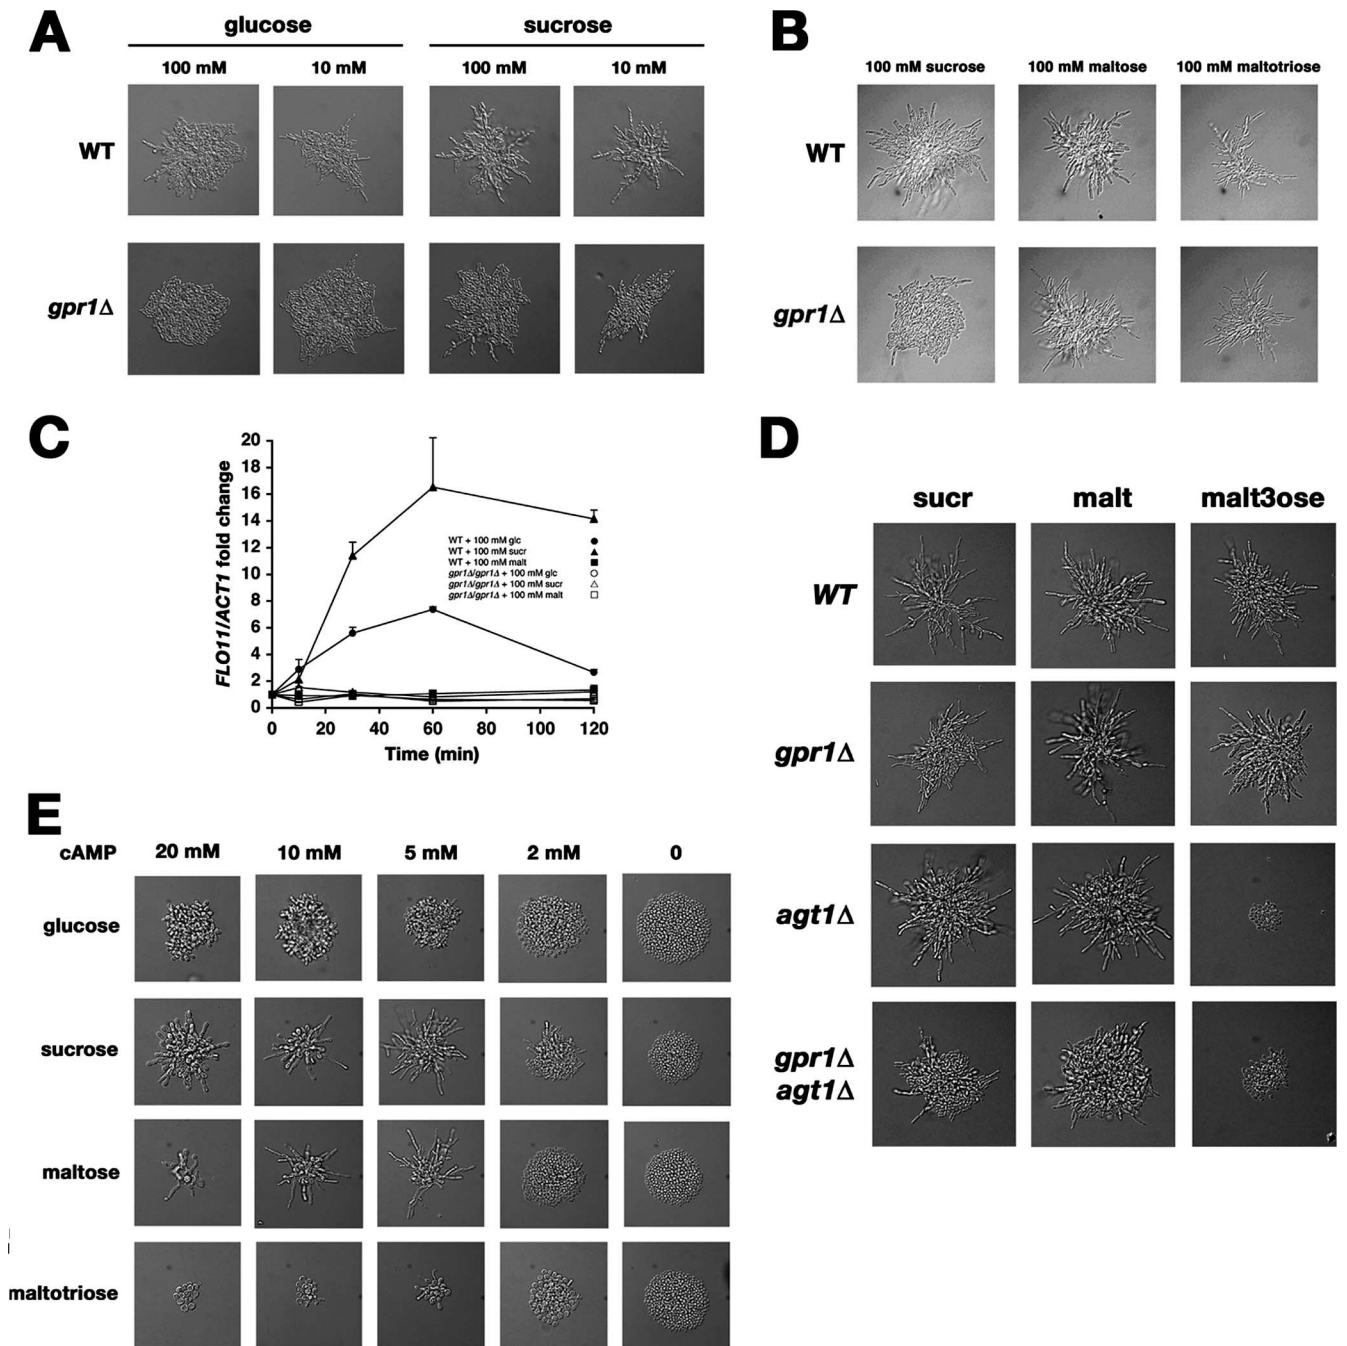 A
glucose
sucrose
100 mM
10 mM
100 mM
10 mM
WT
gpr1Δ
B
100 mM sucrose
100 mM maltose
100 mM maltotriose
WT
gpr1Δ
C
FLO11/ACT1 fold change
20
18
16
14
12
10
8
6
4
2
0
0
20
40
60
80
100
120
Time (min)
WT + 100 mM glc
WT + 100 mM sucr
WT + 100 mM malt
gpr1Δ/gpr1Δ + 100 mM glc
gpr1Δ/gpr1Δ + 100 mM sucr
gpr1Δ/gpr1Δ + 100 mM malt
D
sucr
malt
malt3ose
WT
gpr1Δ
agt1Δ
gpr1Δ
agt1Δ
E
cAMP
20 mM
10 mM
5 mM
2 mM
0
glucose
sucrose
maltose
maltotriose